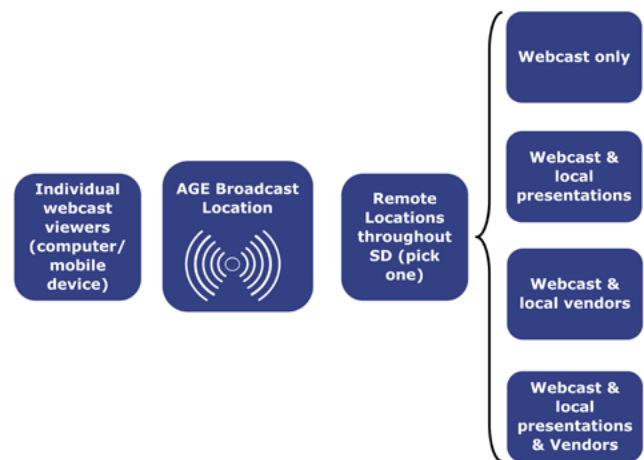 Individual
webcast
viewers
(computer/
mobile
device)
AGE Broadcast
Location
Remote
Locations
throughout
SD (pick
one)
Webcast only
Webcast &
local
presentations
Webcast &
local vendors
Webcast &
local
presentations
& Vendors